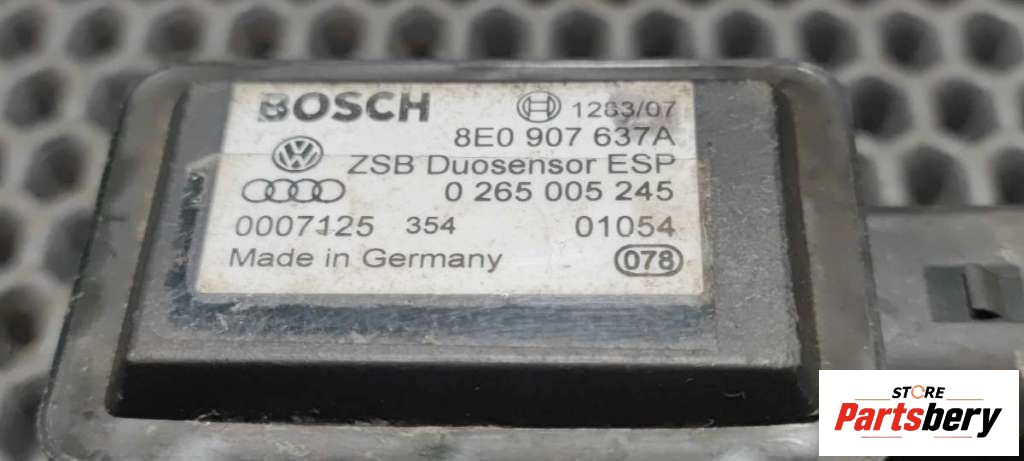 BOSCH 1283/07
8E0 907 637A
ZSB Duosensor ESP
0 265 005 245
0007125 354 01054
Made in Germany 078
STORE
Partsbery